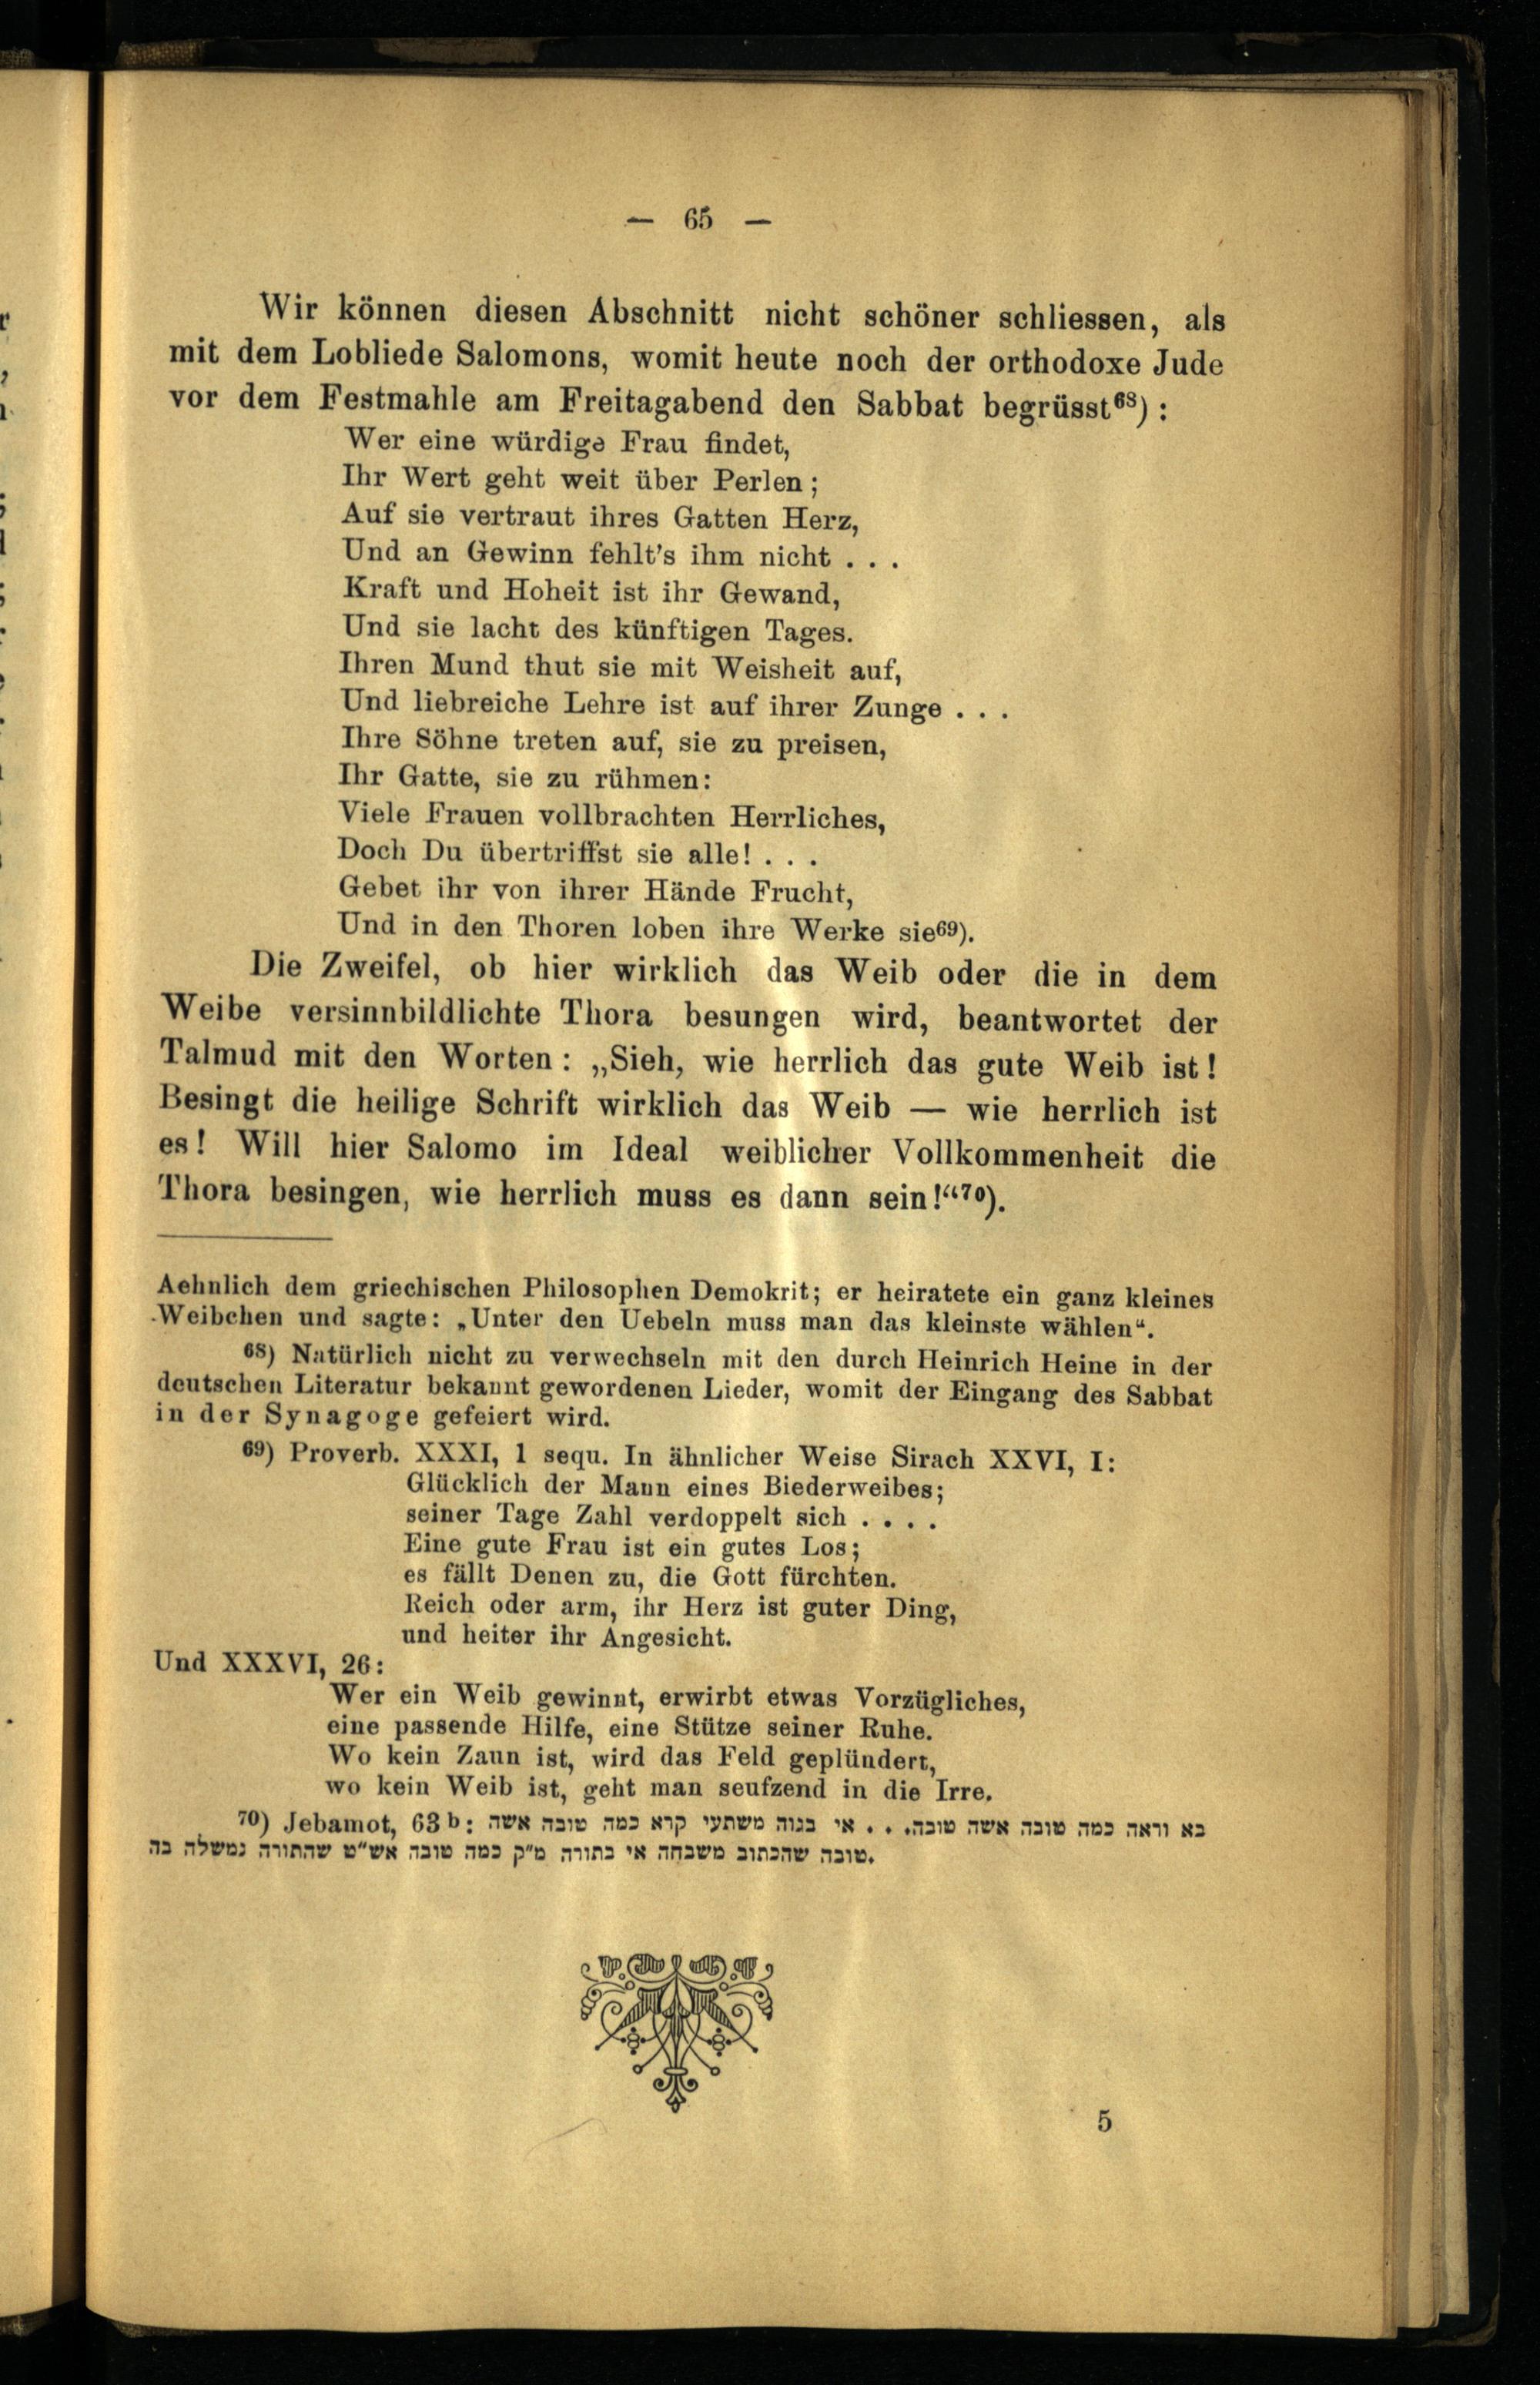 — 65 —
Wir können diesen Abschnitt nicht schöner schliessen, als
mit dem Lobliede Salomons, womit heute noch der orthodoxe Jude
vor dem Festmahle am Freitagabend den Sabbat begrüsst⁶⁸) :
Wer eine würdige Frau findet,
Ihr Wert geht weit über Perlen ;
Auf sie vertraut ihres Gatten Herz,
Und an Gewinn fehlt's ihm nicht . . .
Kraft und Hoheit ist ihr Gewand,
Und sie lacht des künftigen Tages.
Ihren Mund thut sie mit Weisheit auf,
Und liebreiche Lehre ist auf ihrer Zunge . . .
Ihre Söhne treten auf, sie zu preisen,
Ihr Gatte, sie zu rühmen:
Viele Frauen vollbrachten Herrliches,
Doch Du übertriffst sie alle! . . .
Gebet ihr von ihrer Hände Frucht,
Und in den Thoren loben ihre Werke sie⁶⁹).
Die Zweifel, ob hier wirklich das Weib oder die in dem
Weibe versinnbildlichte Thora besungen wird, beantwortet der
Talmud mit den Worten : „Sieh, wie herrlich das gute Weib ist !
Besingt die heilige Schrift wirklich das Weib — wie herrlich ist
es ! Will hier Salomo im Ideal weiblicher Vollkommenheit die
Thora besingen, wie herrlich muss es dann sein !“⁷⁰).
Aehnlich dem griechischen Philosophen Demokrit; er heiratete ein ganz kleines
Weibchen und sagte: „Unter den Uebeln muss man das kleinste wählen“.
⁶⁸) Natürlich nicht zu verwechseln mit den durch Heinrich Heine in der
deutschen Literatur bekannt gewordenen Lieder, womit der Eingang des Sabbat
in der Synagoge gefeiert wird.
⁶⁹) Proverb. XXXI, 1 sequ. In ähnlicher Weise Sirach XXVI, I:
Glücklich der Mann eines Biederweibes;
seiner Tage Zahl verdoppelt sich . . . .
Eine gute Frau ist ein gutes Los;
es fällt Denen zu, die Gott fürchten.
Reich oder arm, ihr Herz ist guter Ding,
und heiter ihr Angesicht.
Und XXXVI, 26:
Wer ein Weib gewinnt, erwirbt etwas Vorzügliches,
eine passende Hilfe, eine Stütze seiner Ruhe.
Wo kein Zaun ist, wird das Feld geplündert,
wo kein Weib ist, geht man seufzend in die Irre.
⁷⁰) Jebamot, 63 b: בא וראה כמה טובה אשה טובה. . . אי בגוה משתעי קרא כמה טובה אשה
טובה שהכתוב משבחה אי בתורה מ״ק כמה טובה אש״ט שהתורה נמשלה בה.
5